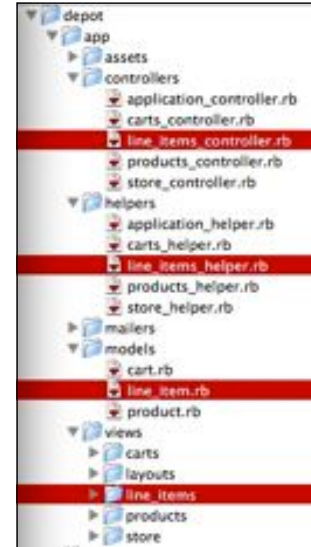 depot
app
assets
controllers
application_controller.rb
carts_controller.rb
line_items_controller.rb
products_controller.rb
store_controller.rb
helpers
application_helper.rb
carts_helper.rb
line_items_helper.rb
products_helper.rb
store_helper.rb
mailers
models
cart.rb
line_item.rb
product.rb
views
carts
layouts
line_items
products
store